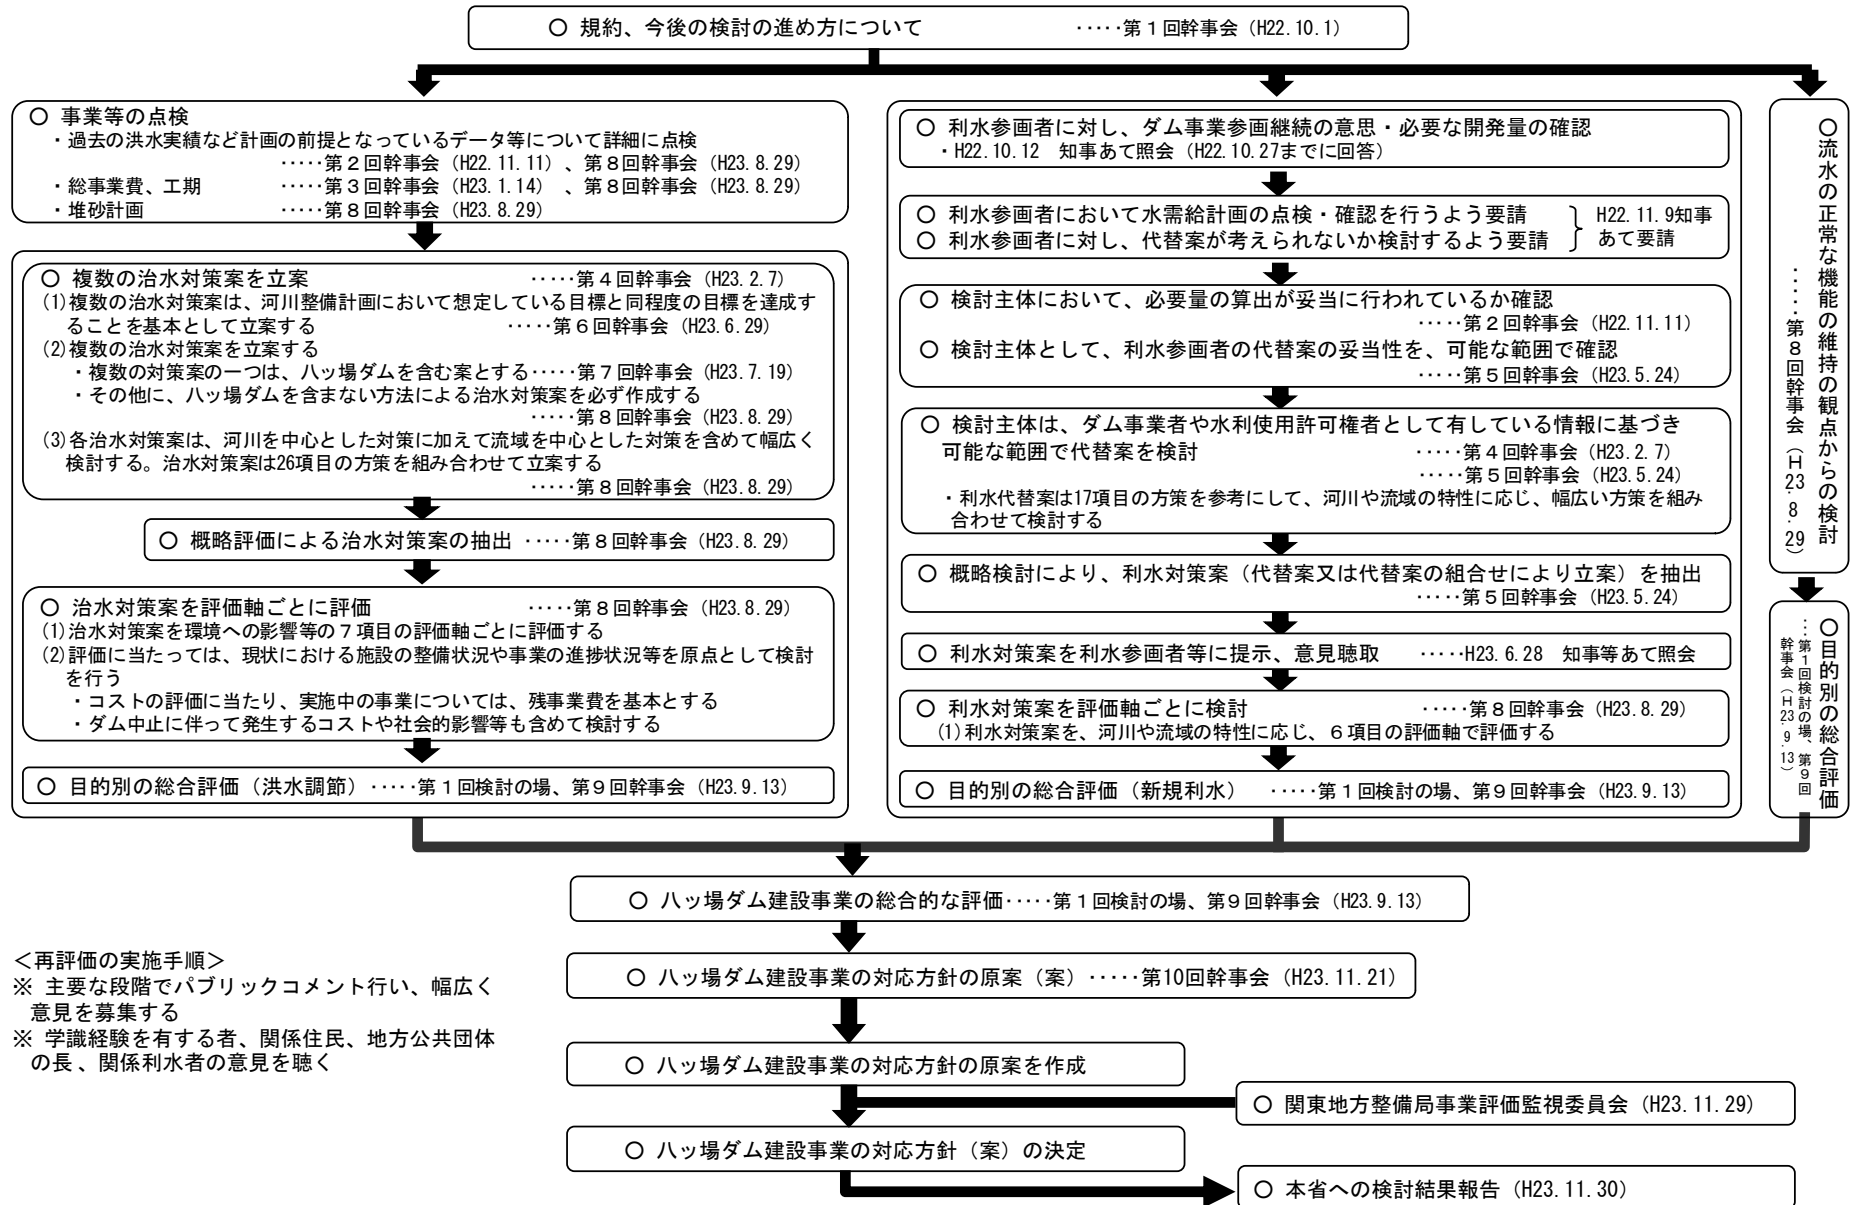 ○ 規約、今後の検討の進め方について ‥‥・第１回幹事会（H22.10.1）
○ 事業等の点検
・過去の洪水実績など計画の前提となっているデータ等について詳細に点検
‥‥・第２回幹事会（H22.11.11）、第８回幹事会（H23.8.29）
・総事業費、工期 ‥‥・第３回幹事会（H23.1.14）、第８回幹事会（H23.8.29）
・堆砂計画 ‥‥・第８回幹事会（H23.8.29）
○ 複数の治水対策案を立案 ‥‥・第４回幹事会（H23.2.7）
(1)複数の治水対策案は、河川整備計画において想定している目標と同程度の目標を達成す
ることを基本として立案する ‥‥・第６回幹事会（H23.6.29）
(2)複数の治水対策案を立案する
・複数の対策案の一つは、八ッ場ダムを含む案とする‥‥・第７回幹事会（H23.7.19）
・その他に、八ッ場ダムを含まない方法による治水対策案を必ず作成する
‥‥・第８回幹事会（H23.8.29）
(3)各治水対策案は、河川を中心とした対策に加えて流域を中心とした対策を含めて幅広く
検討する。治水対策案は26項目の方策を組み合わせて立案する
‥‥・第８回幹事会（H23.8.29）
○ 概略評価による治水対策案の抽出 ‥‥・第８回幹事会（H23.8.29）
○ 治水対策案を評価軸ごとに評価 ‥‥・第８回幹事会（H23.8.29）
(1)治水対策案を環境への影響等の７項目の評価軸ごとに評価する
(2)評価に当たっては、現状における施設の整備状況や事業の進捗状況等を原点として検討
を行う
・コストの評価に当たり、実施中の事業については、残事業費を基本とする
・ダム中止に伴って発生するコストや社会的影響等も含めて検討する
○ 目的別の総合評価（洪水調節）‥‥・第１回検討の場、第９回幹事会（H23.9.13）
○ 利水参画者に対し、ダム事業参画継続の意思・必要な開発量の確認
・H22.10.12 知事あて照会（H22.10.27までに回答）
○ 利水参画者において水需給計画の点検・確認を行うよう要請
○ 利水参画者に対し、代替案が考えられないか検討するよう要請
H22.11.9知事
あて要請
○ 検討主体において、必要量の算出が妥当に行われているか確認
‥‥・第２回幹事会（H22.11.11）
○ 検討主体として、利水参画者の代替案の妥当性を、可能な範囲で確認
‥‥・第５回幹事会（H23.5.24）
○ 検討主体は、ダム事業者や水利使用許可権者として有している情報に基づき
可能な範囲で代替案を検討 ‥‥・第４回幹事会（H23.2.7）
‥‥・第５回幹事会（H23.5.24）
・利水代替案は17項目の方策を参考にして、河川や流域の特性に応じ、幅広い方策を組み
合わせて検討する
○ 概略検討により、利水対策案（代替案又は代替案の組合せにより立案）を抽出
‥‥・第５回幹事会（H23.5.24）
○ 利水対策案を利水参画者等に提示、意見聴取 ‥‥・H23.6.28 知事等あて照会
○ 利水対策案を評価軸ごとに検討 ‥‥・第８回幹事会（H23.8.29）
(1)利水対策案を、河川や流域の特性に応じ、６項目の評価軸で評価する
○ 目的別の総合評価（新規利水） ‥‥・第１回検討の場、第９回幹事会（H23.9.13）
○流水の正常な機能の維持の観点からの検討
‥‥‥第８回幹事会（H23.8.29）
○目的別の総合評価
‥・第１回検討の場、第９回
幹事会（H23.9.13）
○ 八ッ場ダム建設事業の総合的な評価‥‥・第１回検討の場、第９回幹事会（H23.9.13）
○ 八ッ場ダム建設事業の対応方針の原案（案）‥‥・第10回幹事会（H23.11.21）
○ 八ッ場ダム建設事業の対応方針の原案を作成
○ 関東地方整備局事業評価監視委員会（H23.11.29）
○ 八ッ場ダム建設事業の対応方針（案）の決定
○ 本省への検討結果報告（H23.11.30）
＜再評価の実施手順＞
※ 主要な段階でパブリックコメント行い、幅広く
意見を募集する
※ 学識経験を有する者、関係住民、地方公共団体
の長、関係利水者の意見を聴く